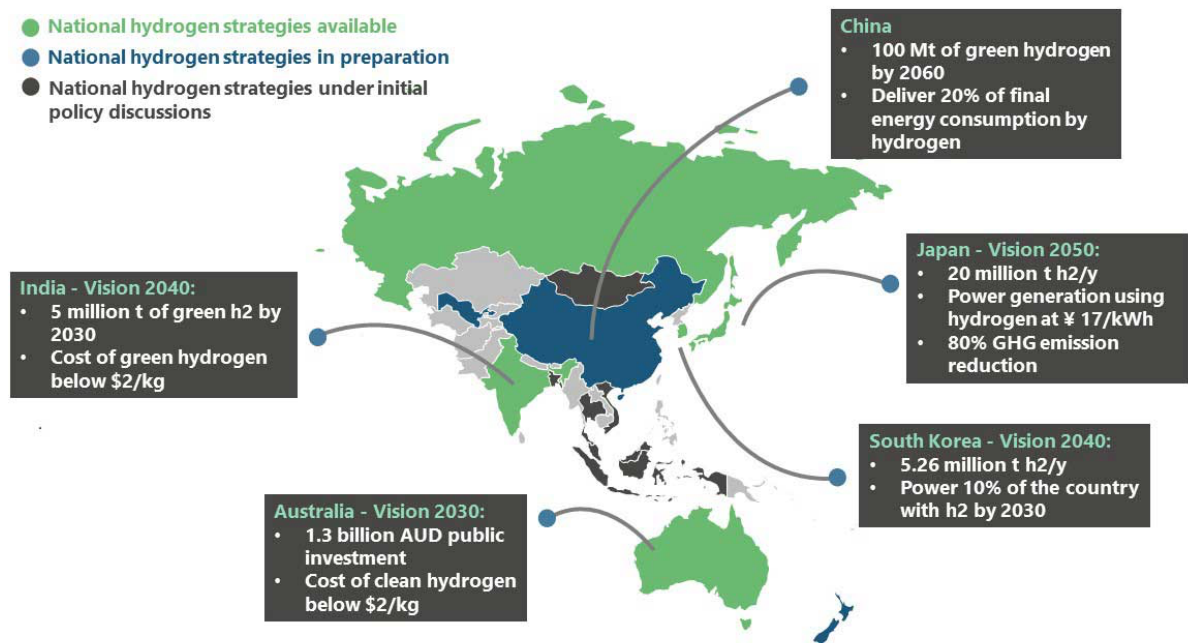 National hydrogen strategies available
National hydrogen strategies in preparation
National hydrogen strategies under initial
policy discussions
China
• 100 Mt of green hydrogen
by 2060
• Deliver 20% of final
energy consumption by
hydrogen
India - Vision 2040:
• 5 million t of green h2 by
2030
• Cost of green hydrogen
below $2/kg
Japan - Vision 2050:
• 20 million t h2/y
• Power generation using
hydrogen at ¥ 17/kWh
• 80% GHG emission
reduction
South Korea - Vision 2040:
• 5.26 million t h2/y
• Power 10% of the country
with h2 by 2030
Australia - Vision 2030:
• 1.3 billion AUD public
investment
• Cost of clean hydrogen
below $2/kg